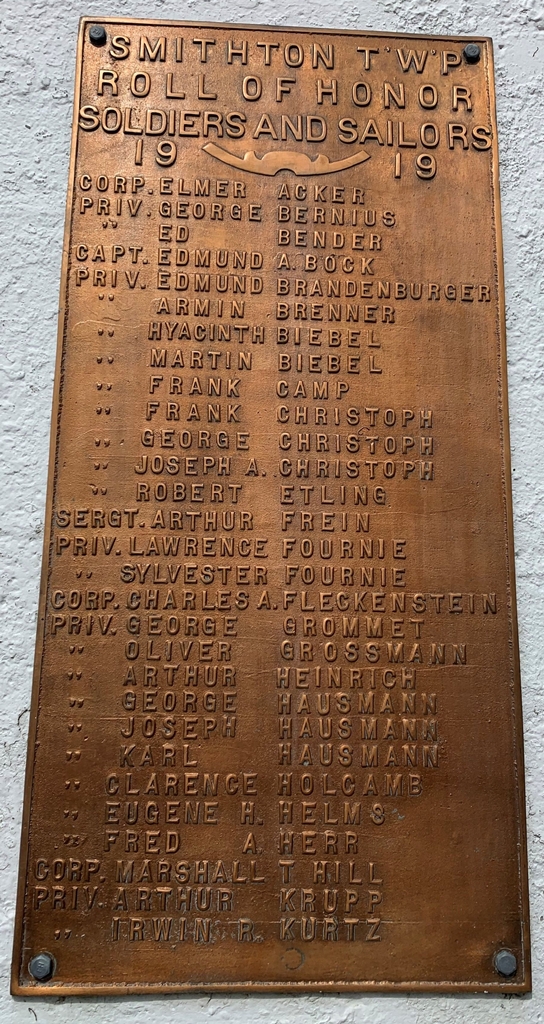 SMITHTON T'W'P
ROLL OF HONOR
SOLDIERS AND SAILORS
19 19
CORP. ELMER ACKER
PRIV. GEORGE BERNIUS
" ED BENDER
CAPT. EDMUND A. BOCK
PRIV. EDMUND BRANDENBURGER
" ARMIN BRENNER
" HYACINTH BIEBEL
" MARTIN BIEBEL
" FRANK CAMP
" FRANK CHRISTOPH
" GEORGE CHRISTOPH
" JOSEPH A. CHRISTOPH
" ROBERT ETLING
SERGT. ARTHUR FREIN
PRIV. LAWRENCE FOURNIE
" SYLVESTER FOURNIE
CORP. CHARLES A. FLECKENSTEIN
PRIV. GEORGE GROMMET
" OLIVER GROSSMANN
" ARTHUR HEINRICH
" GEORGE HAUSMANN
" JOSEPH HAUSMANN
" KARL HAUSMANN
" CLARENCE HOLCAMB
" EUGENE H. HELMS
" FRED A. HERR
CORP. MARSHALL T HILL
PRIV. ARTHUR KRUPP
" IRWIN R. KURTZ